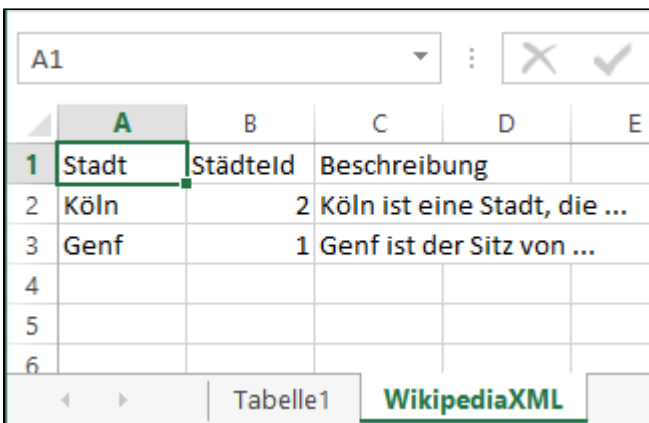 A1
A B C D E
1 Stadt StädteId Beschreibung
2 Köln 2 Köln ist eine Stadt, die ...
3 Genf 1 Genf ist der Sitz von ...
4
5
6
Tabelle1 WikipediaXML